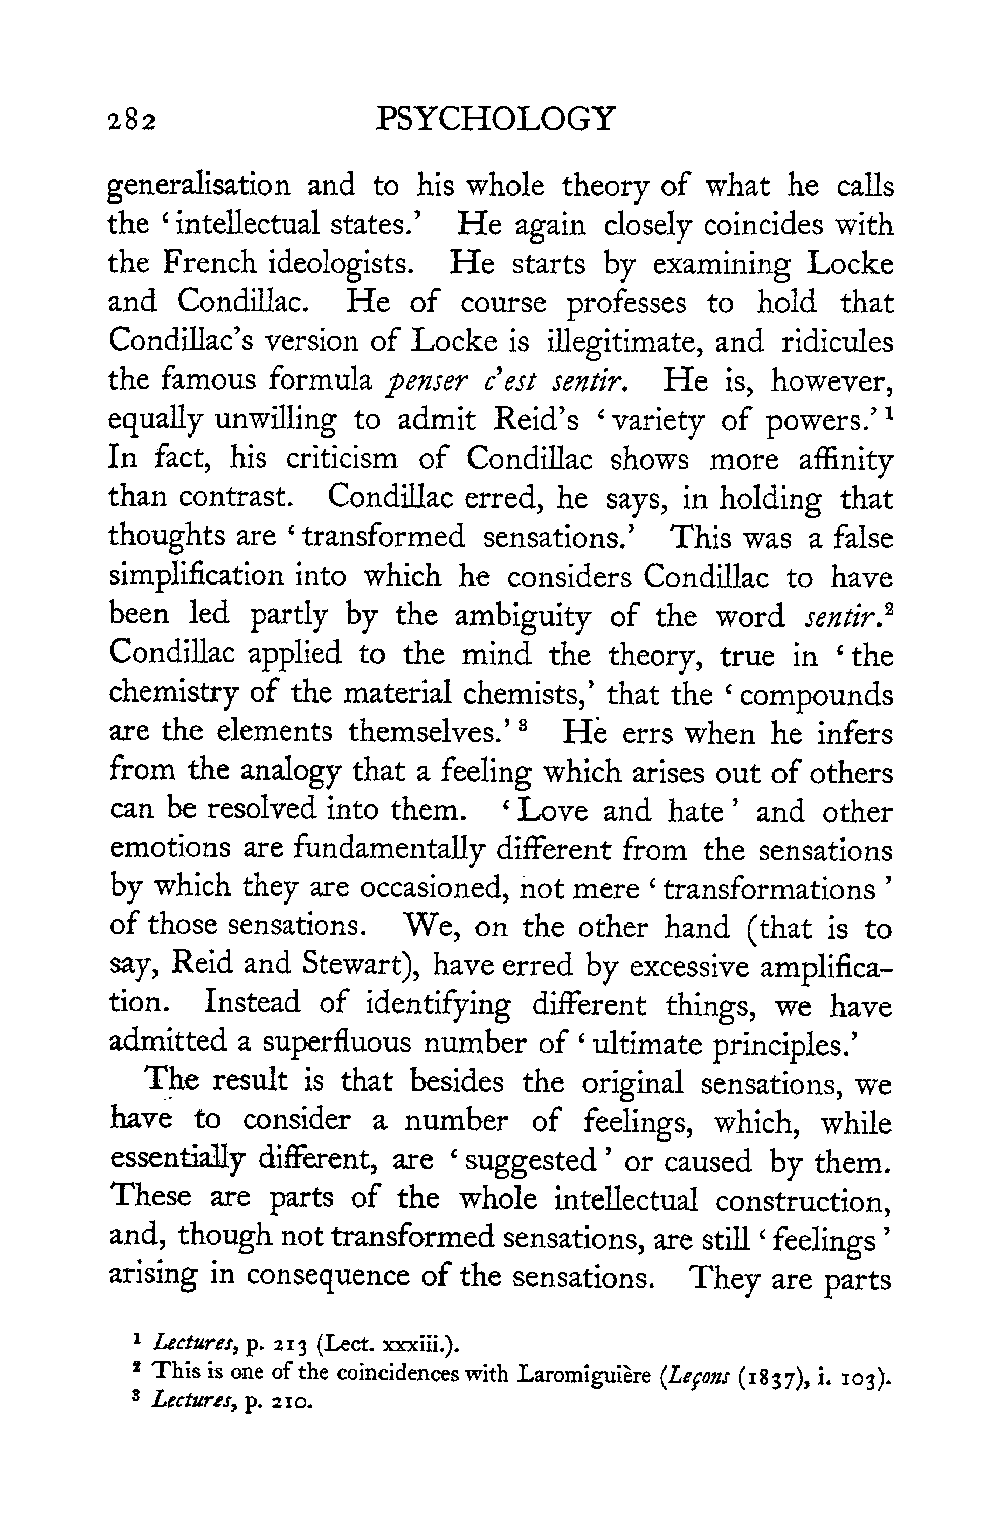 282 PSYCHOLOGY
generalisation and to his whole theory of what he calls
the ‘intellectual states.’ He again closely coincides with
the French ideologists. He starts by examining Locke
and Condillac. He of course professes to hold that
Condillac’s version of Locke is illegitimate, and ridicules
the famous formula penser c’est sentir. He is, however,
equally unwilling to admit Reid’s ‘variety of powers.’¹
In fact, his criticism of Condillac shows more affinity
than contrast. Condillac erred, he says, in holding that
thoughts are ‘transformed sensations.’ This was a false
simplification into which he considers Condillac to have
been led partly by the ambiguity of the word sentir.²
Condillac applied to the mind the theory, true in ‘the
chemistry of the material chemists,’ that the ‘compounds
are the elements themselves.’³ He errs when he infers
from the analogy that a feeling which arises out of others
can be resolved into them. ‘Love and hate’ and other
emotions are fundamentally different from the sensations
by which they are occasioned, not mere ‘transformations’
of those sensations. We, on the other hand (that is to
say, Reid and Stewart), have erred by excessive amplifica-
tion. Instead of identifying different things, we have
admitted a superfluous number of ‘ultimate principles.’
The result is that besides the original sensations, we
have to consider a number of feelings, which, while
essentially different, are ‘suggested’ or caused by them.
These are parts of the whole intellectual construction,
and, though not transformed sensations, are still ‘feelings’
arising in consequence of the sensations. They are parts
¹ Lectures, p. 213 (Lect. xxxiii.).
² This is one of the coincidences with Laromiguière (Leçons (1837), i. 103).
³ Lectures, p. 210.